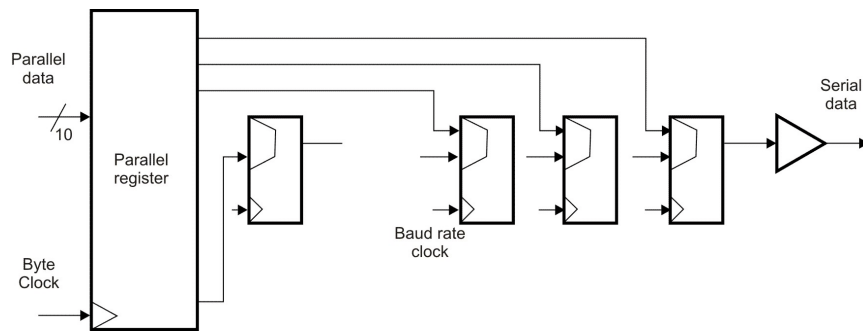 Parallel
data
10
Parallel
register
Byte
Clock
Baud rate
clock
Serial
data